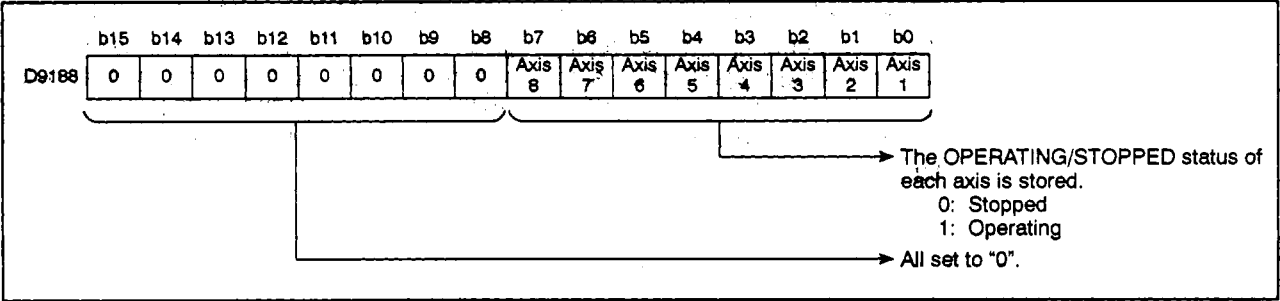 b15 b14 b13 b12 b11 b10 b9 b8 b7 b6 b5 b4 b3 b2 b1 b0
D9188 0 0 0 0 0 0 0 0 Axis 8 Axis 7 Axis 6 Axis 5 Axis 4 Axis 3 Axis 2 Axis 1
The OPERATING/STOPPED status of
each axis is stored.
0: Stopped
1: Operating
All set to "0".